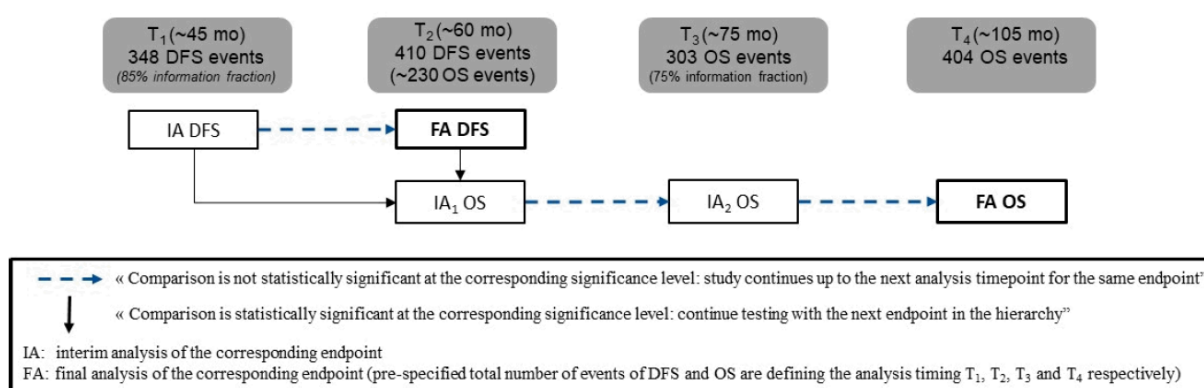 T₁(~45 mo)
348 DFS events
(85% information fraction)
T₂(~60 mo)
410 DFS events
(~230 OS events)
T₃(~75 mo)
303 OS events
(75% information fraction)
T₄(~105 mo)
404 OS events
IA DFS
FA DFS
IA₁ OS
IA₂ OS
FA OS
« Comparison is not statistically significant at the corresponding significance level: study continues up to the next analysis timepoint for the same endpoint”
« Comparison is statistically significant at the corresponding significance level: continue testing with the next endpoint in the hierarchy”
IA: interim analysis of the corresponding endpoint
FA: final analysis of the corresponding endpoint (pre-specified total number of events of DFS and OS are defining the analysis timing T₁, T₂, T₃ and T₄ respectively)